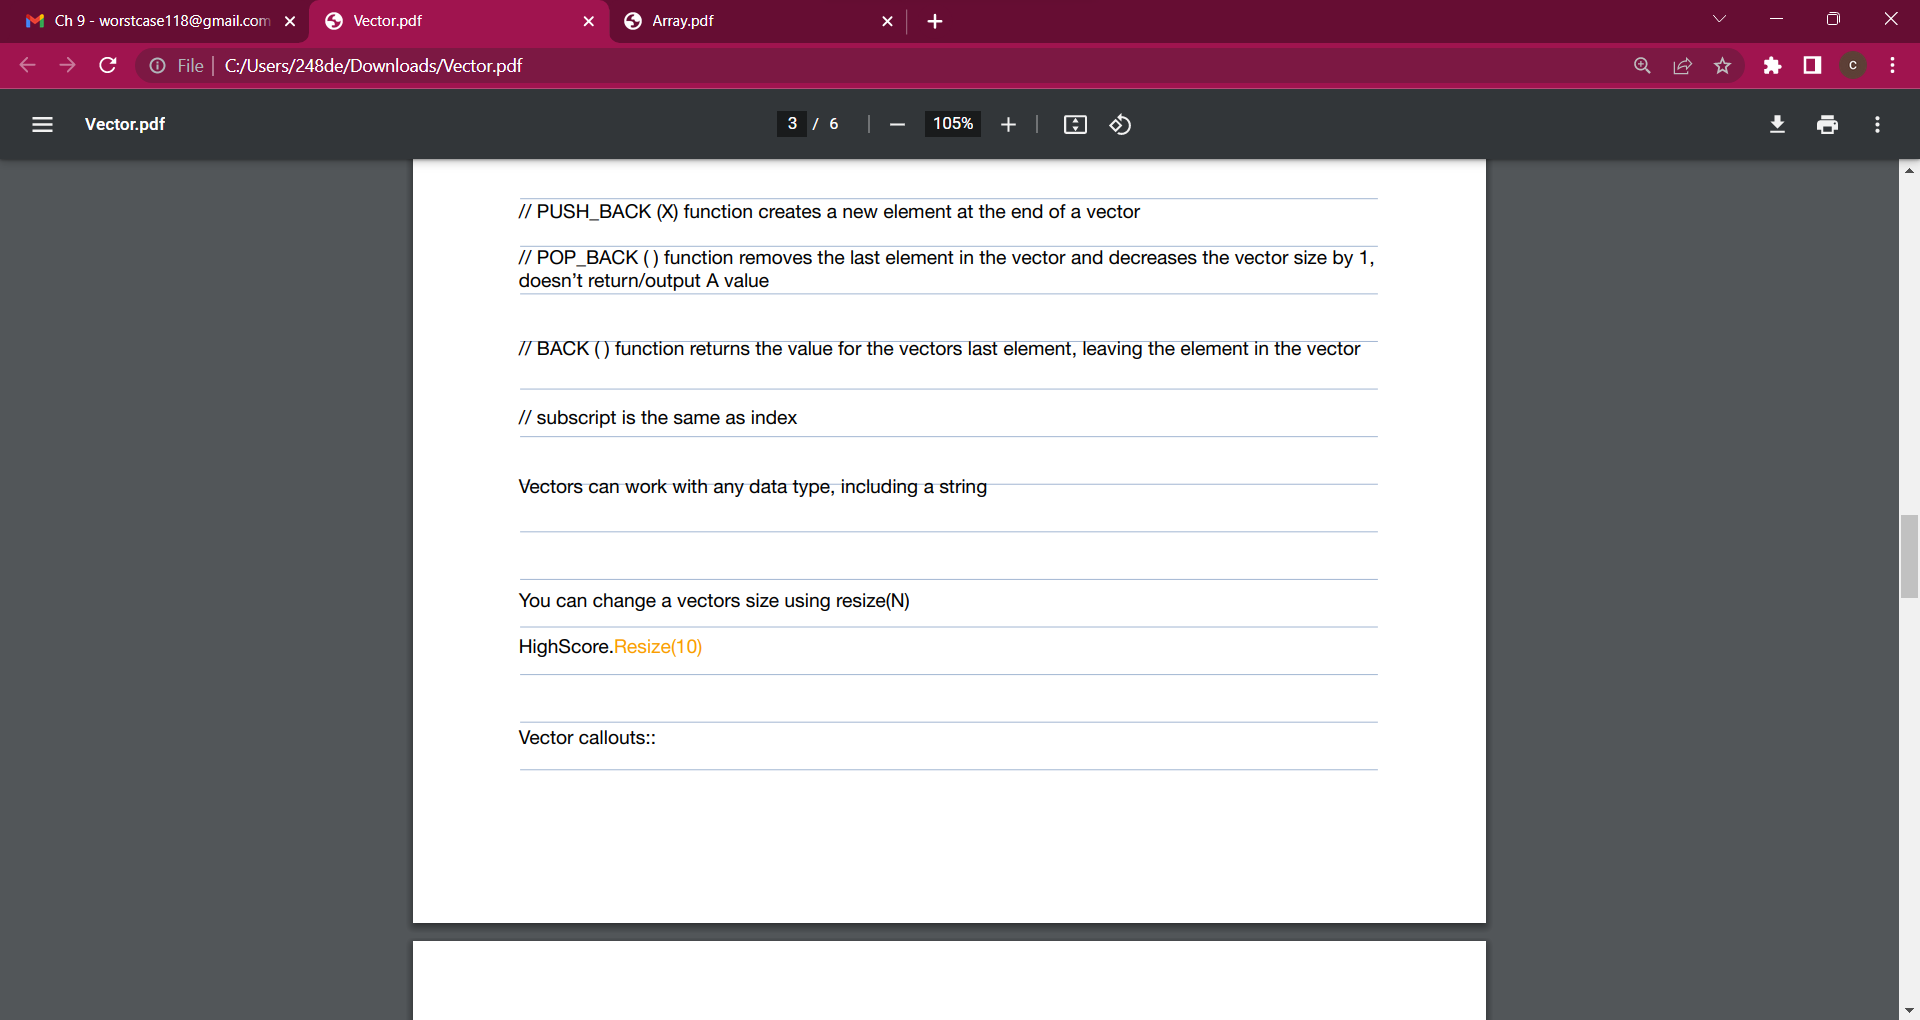 Ch 9 - worstcase118@gmail.com
Vector.pdf
Array.pdf
File
C:/Users/248de/Downloads/Vector.pdf
C
Vector.pdf
3 / 6
105%
// PUSH_BACK (X) function creates a new element at the end of a vector
// POP_BACK ( ) function removes the last element in the vector and decreases the vector size by 1,
doesn’t return/output A value
// BACK ( ) function returns the value for the vectors last element, leaving the element in the vector
// subscript is the same as index
Vectors can work with any data type, including a string
You can change a vectors size using resize(N)
HighScore.Resize(10)
Vector callouts::